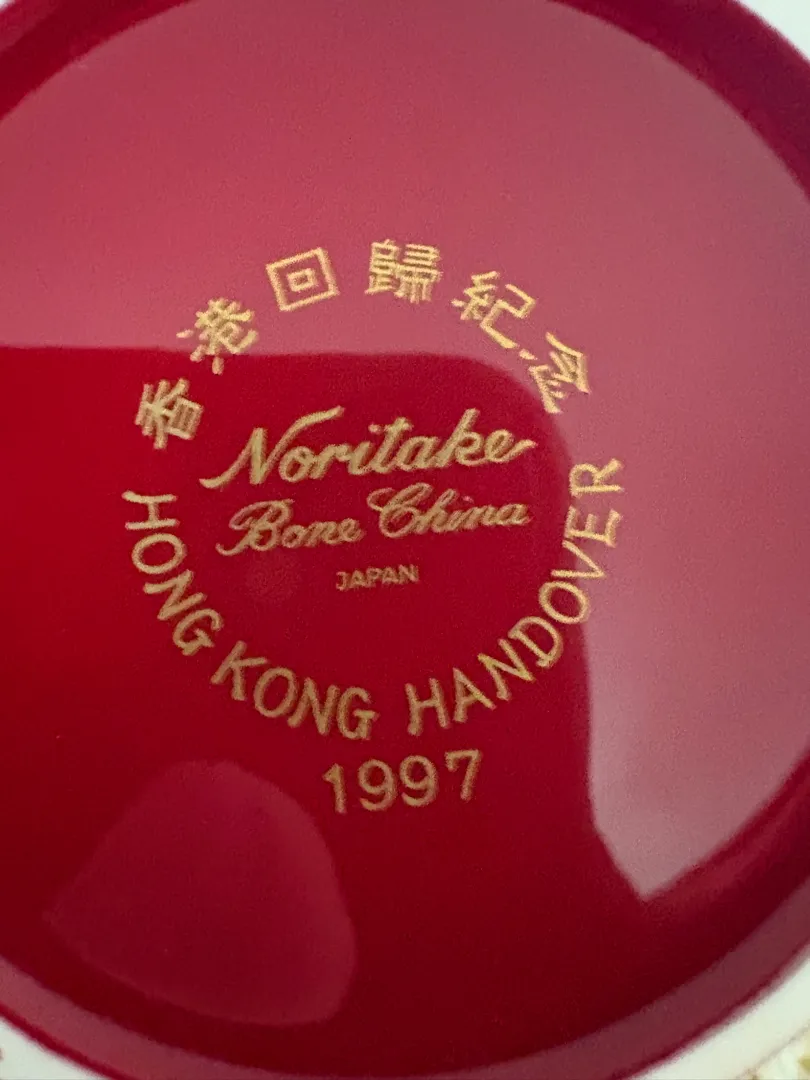 香港回歸紀念
Noritake
Bone China
JAPAN
HONG KONG HANDOVER
1997